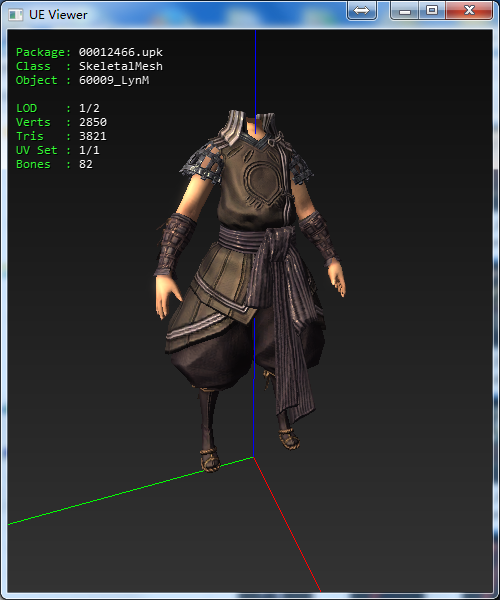 UE Viewer
Package: 00012466.upk
Class  : SkeletalMesh
Object : 60009_LynM
LOD    : 1/2
Verts  : 2850
Tris   : 3821
UV Set : 1/1
Bones  : 82